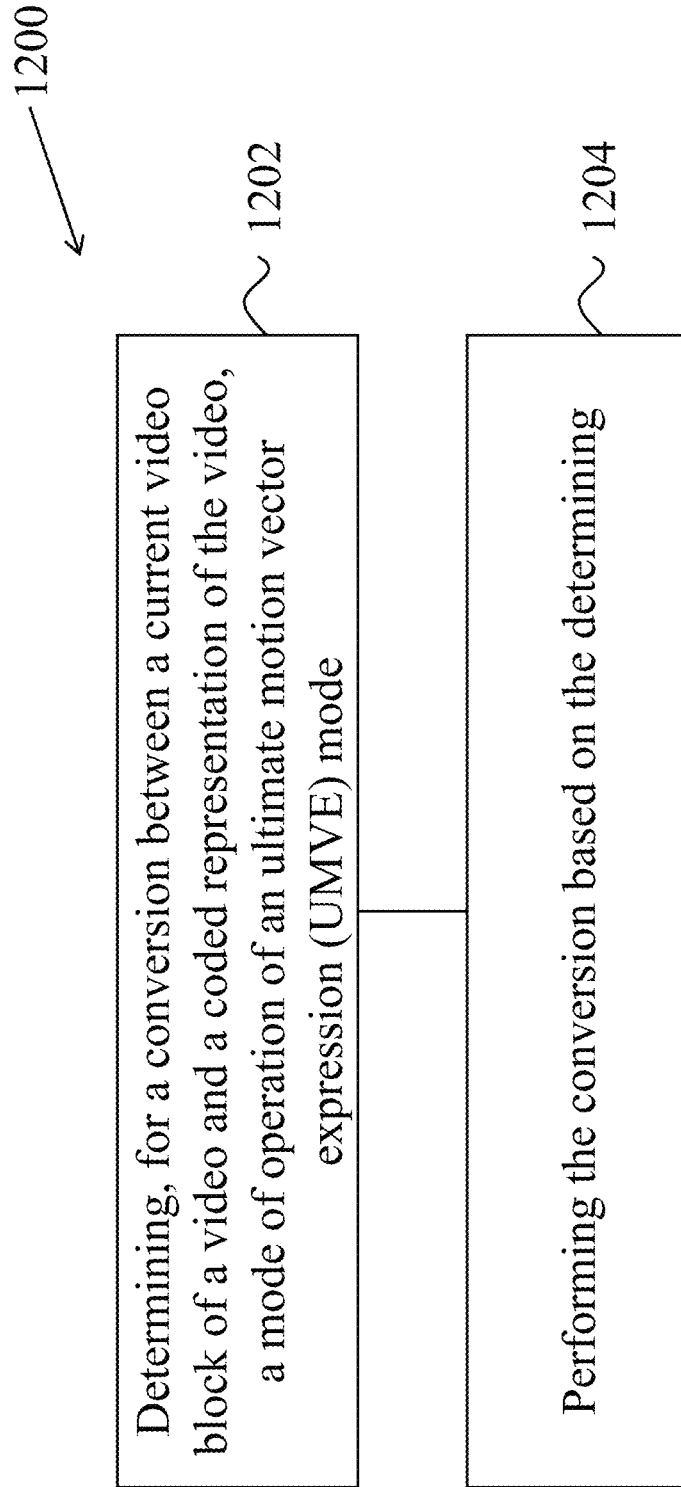 1200
Determining, for a conversion between a current video
block of a video and a coded representation of the video,
a mode of operation of an ultimate motion vector
expression (UMVE) mode
1202
Performing the conversion based on the determining
1204